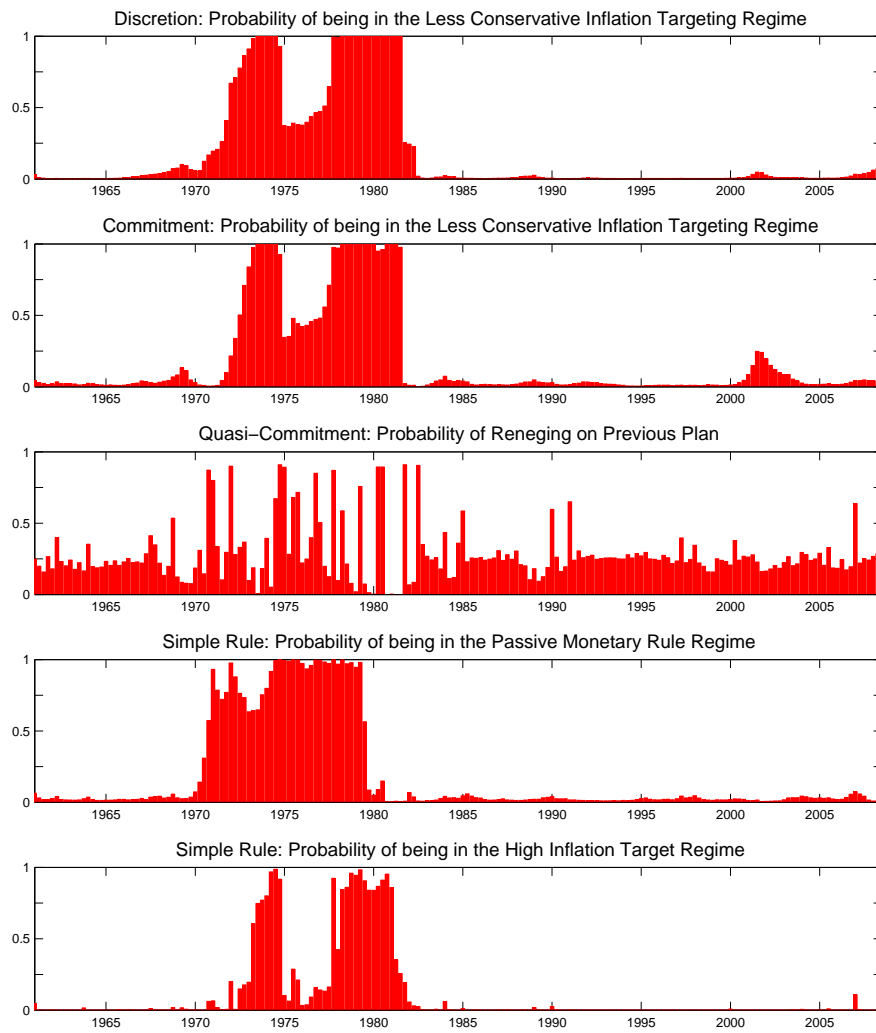 Discretion: Probability of being in the Less Conservative Inflation Targeting Regime
1
0.5
0
1965 1970 1975 1980 1985 1990 1995 2000 2005
Commitment: Probability of being in the Less Conservative Inflation Targeting Regime
1
0.5
0
1965 1970 1975 1980 1985 1990 1995 2000 2005
Quasi−Commitment: Probability of Reneging on Previous Plan
1
0.5
0
1965 1970 1975 1980 1985 1990 1995 2000 2005
Simple Rule: Probability of being in the Passive Monetary Rule Regime
1
0.5
0
1965 1970 1975 1980 1985 1990 1995 2000 2005
Simple Rule: Probability of being in the High Inflation Target Regime
1
0.5
0
1965 1970 1975 1980 1985 1990 1995 2000 2005